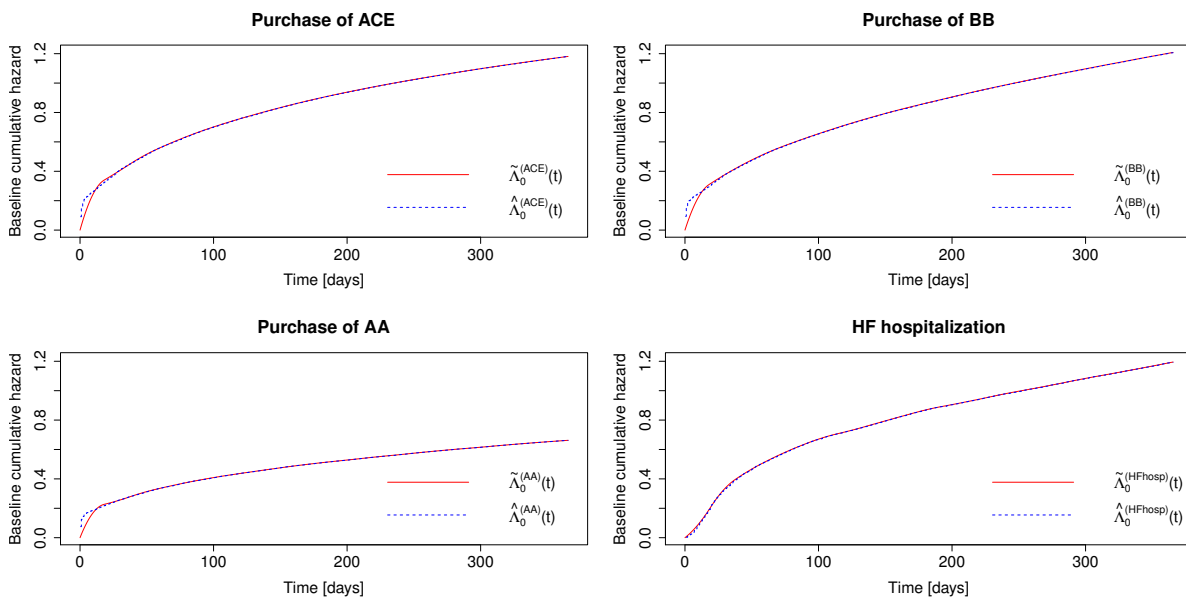 Purchase of ACE
Baseline cumulative hazard
0.0 0.4 0.8 1.2
Λ̃₀^(ACE)(t)
Λ̂₀^(ACE)(t)
0 100 200 300
Time [days]
Purchase of BB
Baseline cumulative hazard
0.0 0.4 0.8 1.2
Λ̃₀^(BB)(t)
Λ̂₀^(BB)(t)
0 100 200 300
Time [days]
Purchase of AA
Baseline cumulative hazard
0.0 0.4 0.8 1.2
Λ̃₀^(AA)(t)
Λ̂₀^(AA)(t)
0 100 200 300
Time [days]
HF hospitalization
Baseline cumulative hazard
0.0 0.4 0.8 1.2
Λ̃₀^(HFhosp)(t)
Λ̂₀^(HFhosp)(t)
0 100 200 300
Time [days]